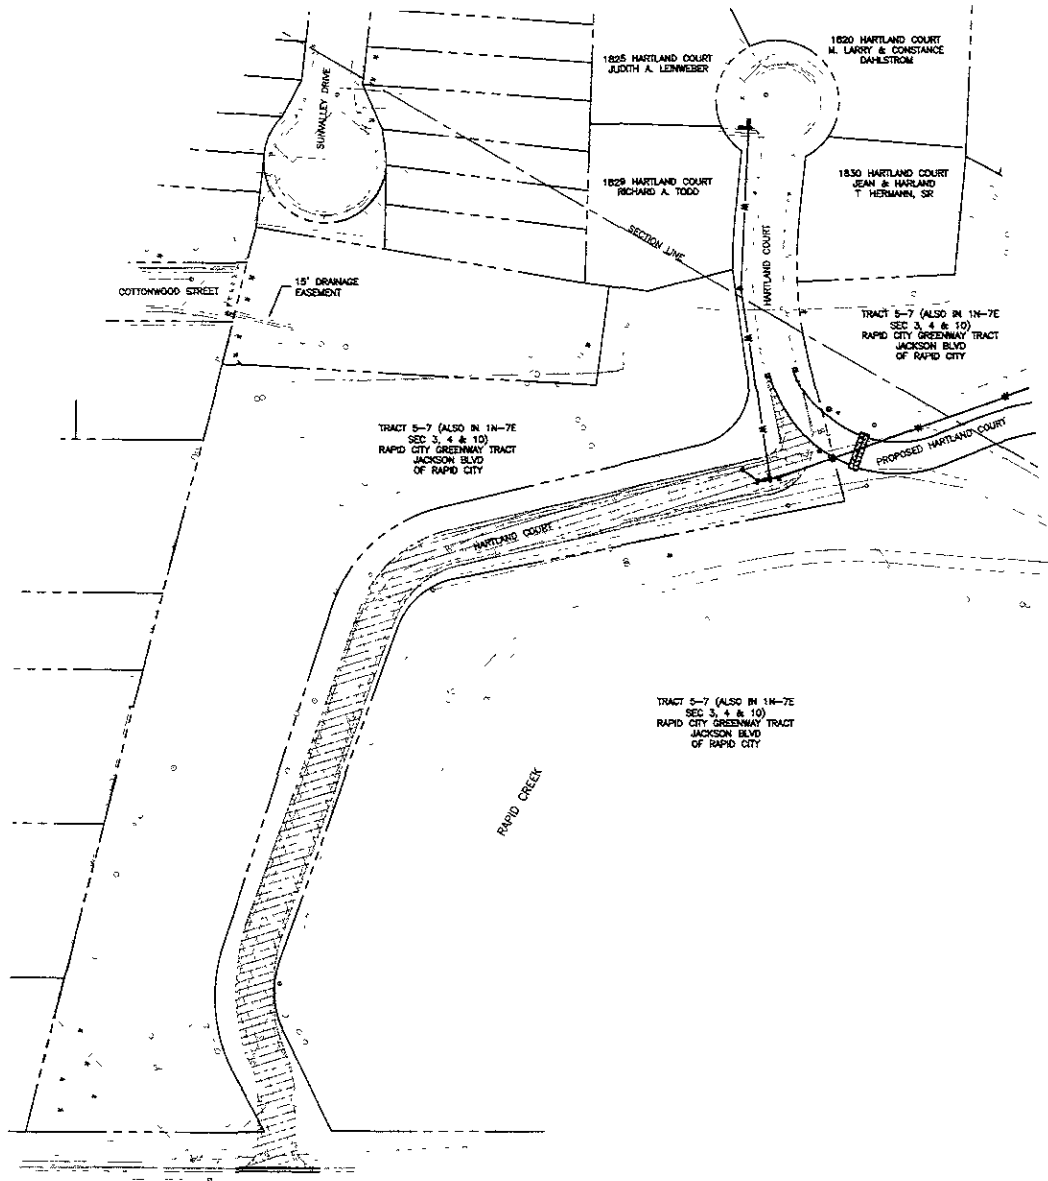 1820 HARTLAND COURT
M. LARRY & CONSTANCE
DAHLSTROM
1825 HARTLAND COURT
JUDITH A. LEINWEBER
SUNVALLEY DRIVE
1829 HARTLAND COURT
RICHARD A. TODD
1830 HARTLAND COURT
JEAN & HARLAND
T HERMANN, SR
SECTION LINE
HARTLAND COURT
COTTONWOOD STREET
15' DRAINAGE
EASEMENT
TRACT 5-7 (ALSO IN 1N-7E
SEC 3, 4 & 10)
RAPID CITY GREENWAY TRACT
JACKSON BLVD
OF RAPID CITY
TRACT 5-7 (ALSO IN 1N-7E
SEC 3, 4 & 10)
RAPID CITY GREENWAY TRACT
JACKSON BLVD
OF RAPID CITY
PROPOSED HARTLAND COURT
HARTLAND COURT
TRACT 5-7 (ALSO IN 1N-7E
SEC 3, 4 & 10)
RAPID CITY GREENWAY TRACT
JACKSON BLVD
OF RAPID CITY
RAPID CREEK